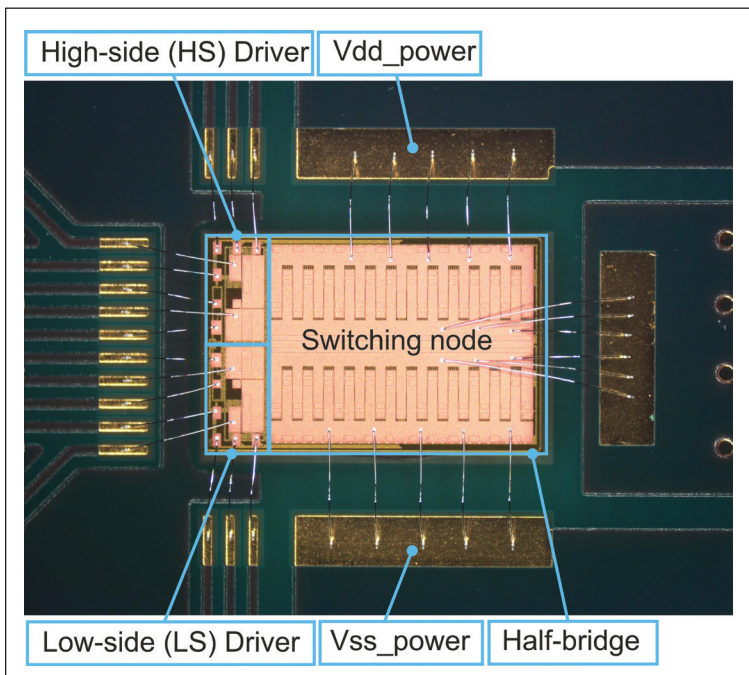 High-side (HS) Driver
Vdd_power
Switching node
Low-side (LS) Driver
Vss_power
Half-bridge